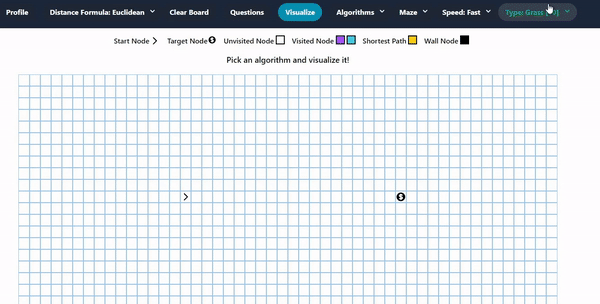 Profile Distance Formula: Euclidean Clear Board Questions Visualize Algorithms Maze Speed: Fast Type: Grass
Start Node Target Node Unvisited Node Visited Node Shortest Path Wall Node
Pick an algorithm and visualize it!